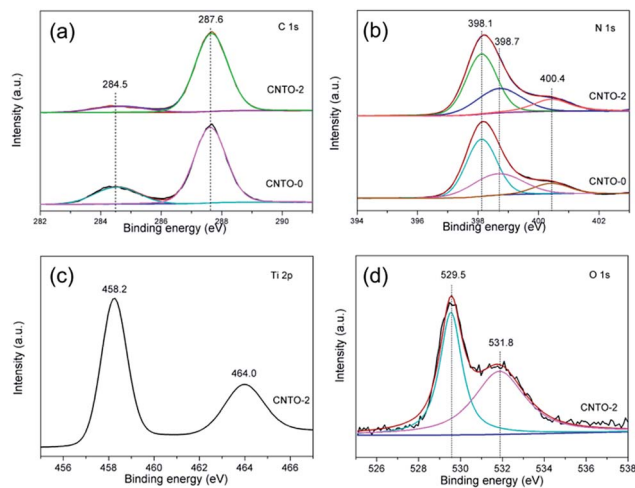 (a)
C 1s
287.6
284.5
CNTO-2
CNTO-0
Intensity (a.u.)
282 284 286 288 290
Binding energy (eV)
(b)
N 1s
398.1
398.7
400.4
CNTO-2
CNTO-0
Intensity (a.u.)
394 396 398 400 402
Binding energy (eV)
(c)
Ti 2p
458.2
464.0
CNTO-2
Intensity (a.u.)
456 458 460 462 464 466
Binding energy (eV)
(d)
O 1s
529.5
531.8
CNTO-2
Intensity (a.u.)
526 528 530 532 534 536 538
Binding energy (eV)